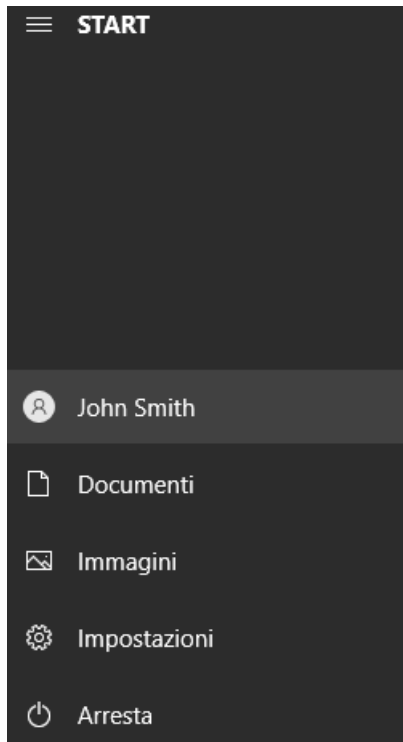 START
John Smith
Documenti
Immagini
Impostazioni
Arresta